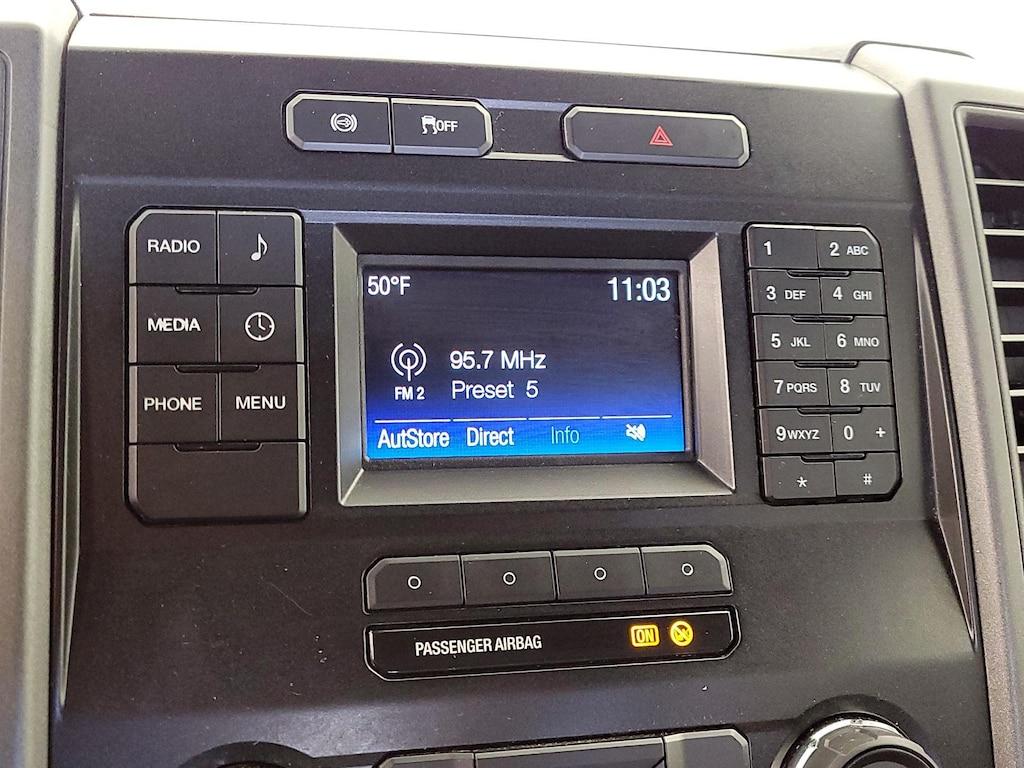 OFF
RADIO
MEDIA
PHONE MENU
50°F 11:03
95.7 MHz
FM 2 Preset 5
AutStore Direct Info
1 2 ABC
3 DEF 4 GHI
5 JKL 6 MNO
7 PQRS 8 TUV
9 WXYZ 0 +
* #
PASSENGER AIRBAG ON